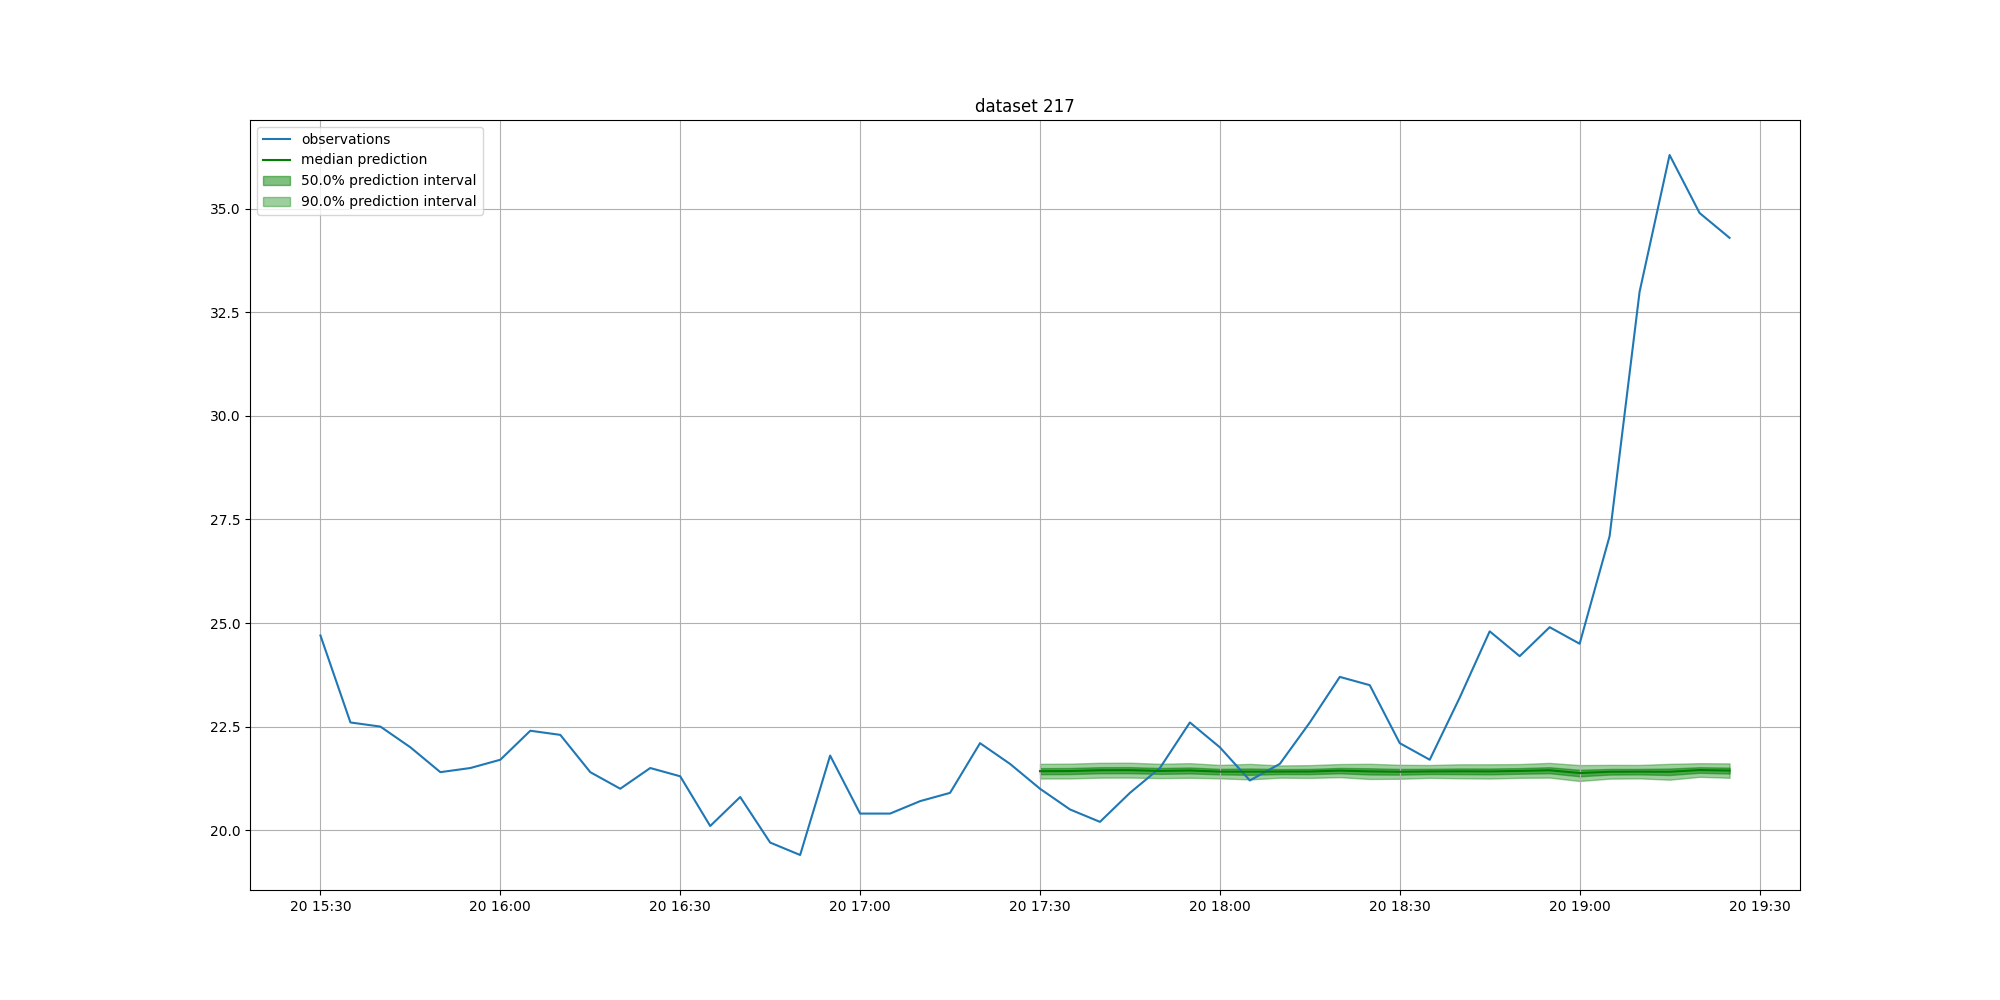 dataset 217
observations
median prediction
50.0% prediction interval
90.0% prediction interval
35.0
32.5
30.0
27.5
25.0
22.5
20.0
20 15:30 20 16:00 20 16:30 20 17:00 20 17:30 20 18:00 20 18:30 20 19:00 20 19:30